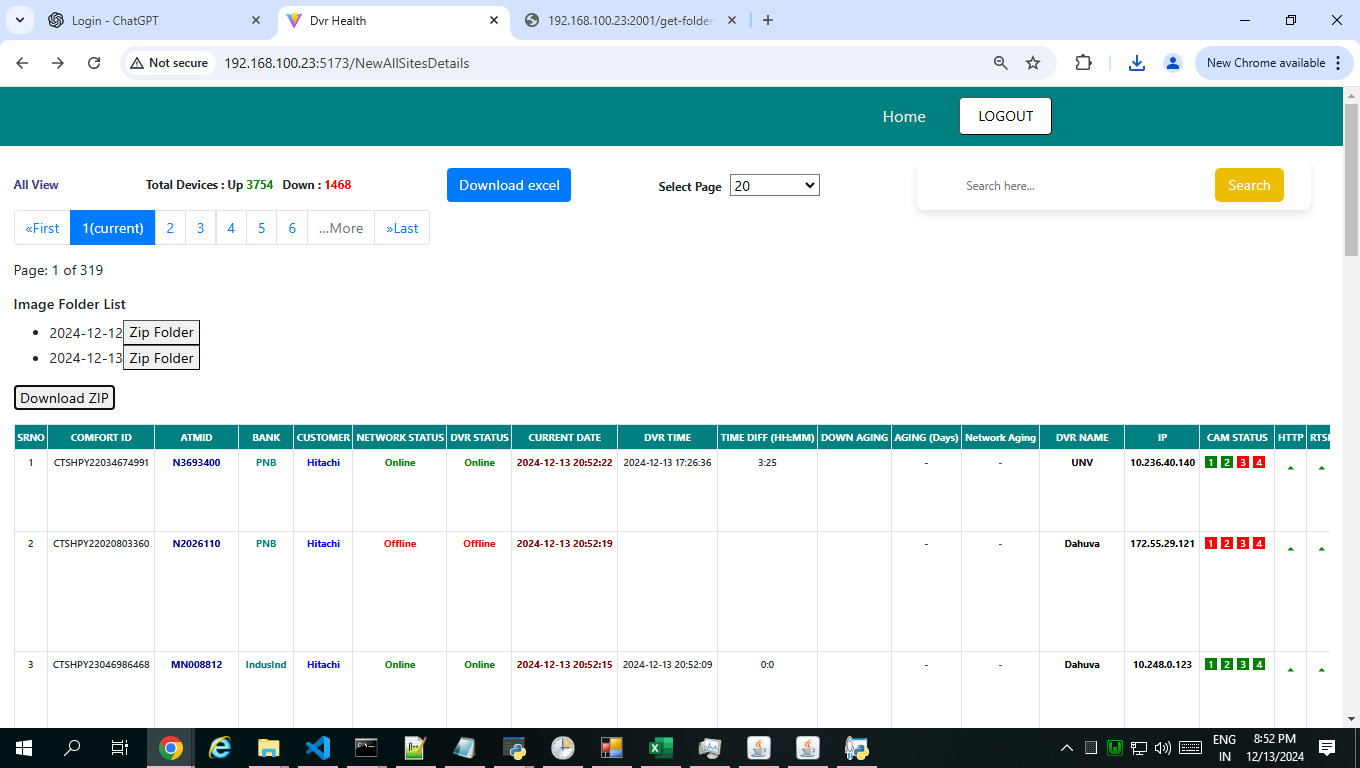 Login - ChatGPT
Dvr Health
192.168.100.23:2001/get-folder
Not secure
192.168.100.23:5173/NewAllSitesDetails
New Chrome available
Home
LOGOUT
All View
Total Devices : Up 3754 Down : 1468
Download excel
Select Page 20
Search here...
Search
«First 1(current) 2 3 4 5 6 ...More »Last
Page: 1 of 319
Image Folder List
• 2024-12-12 Zip Folder
• 2024-12-13 Zip Folder
Download ZIP
SRNO COMFORT ID ATMID BANK CUSTOMER NETWORK STATUS DVR STATUS CURRENT DATE DVR TIME TIME DIFF (HH:MM) DOWN AGING AGING (Days) Network Aging DVR NAME IP CAM STATUS HTTP RTS
1 CTSHPY22034674991 N3693400 PNB Hitachi Online Online 2024-12-13 20:52:22 2024-12-13 17:26:36 3:25 - - UNV 10.236.40.140 1 2 3 4
2 CTSHPY22020803360 N2026110 PNB Hitachi Offline Offline 2024-12-13 20:52:19 - - Dahuva 172.55.29.121 1 2 3 4
3 CTSHPY23046986468 MN008812 IndusInd Hitachi Online Online 2024-12-13 20:52:15 2024-12-13 20:52:09 0:0 - - Dahuva 10.248.0.123 1 2 3 4
ENG
IN
8:52 PM
12/13/2024